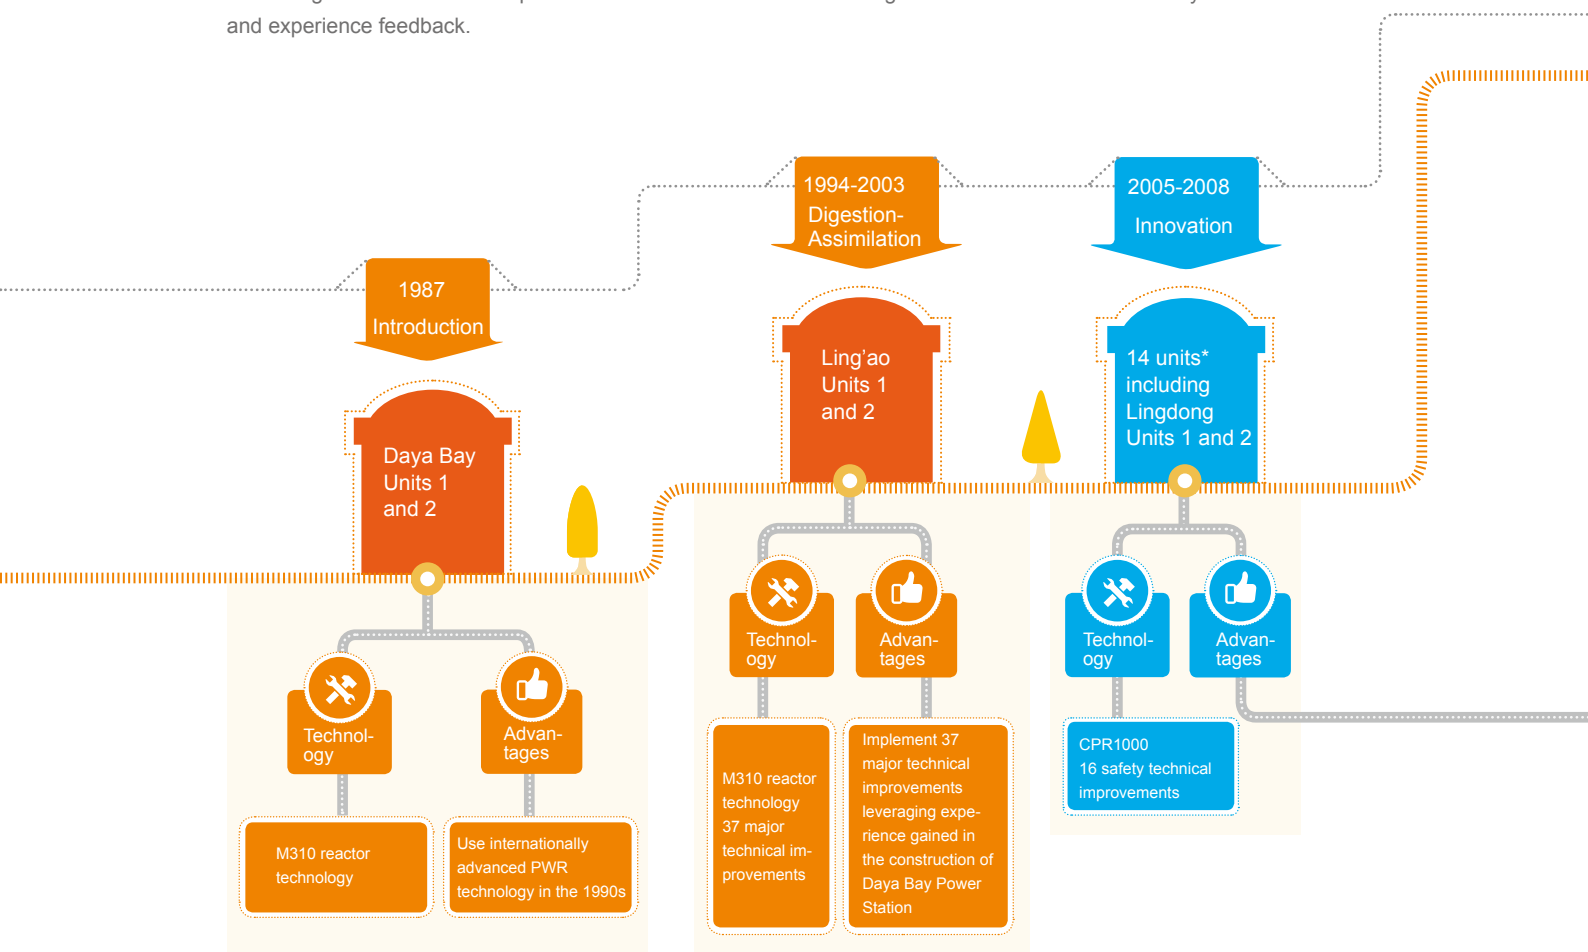 and experience feedback.
1987
Introduction
Daya Bay
Units 1
and 2
Technol-
ogy
M310 reactor
technology
Advan-
tages
Use internationally
advanced PWR
technology in the 1990s
1994-2003
Digestion-
Assimilation
Ling’ao
Units 1
and 2
Technol-
ogy
M310 reactor
technology
37 major
technical im-
provements
Advan-
tages
Implement 37
major technical
improvements
leveraging expe-
rience gained in
the construction of
Daya Bay Power
Station
2005-2008
Innovation
14 units*
including
Lingdong
Units 1 and 2
Technol-
ogy
CPR1000
16 safety technical
improvements
Advan-
tages